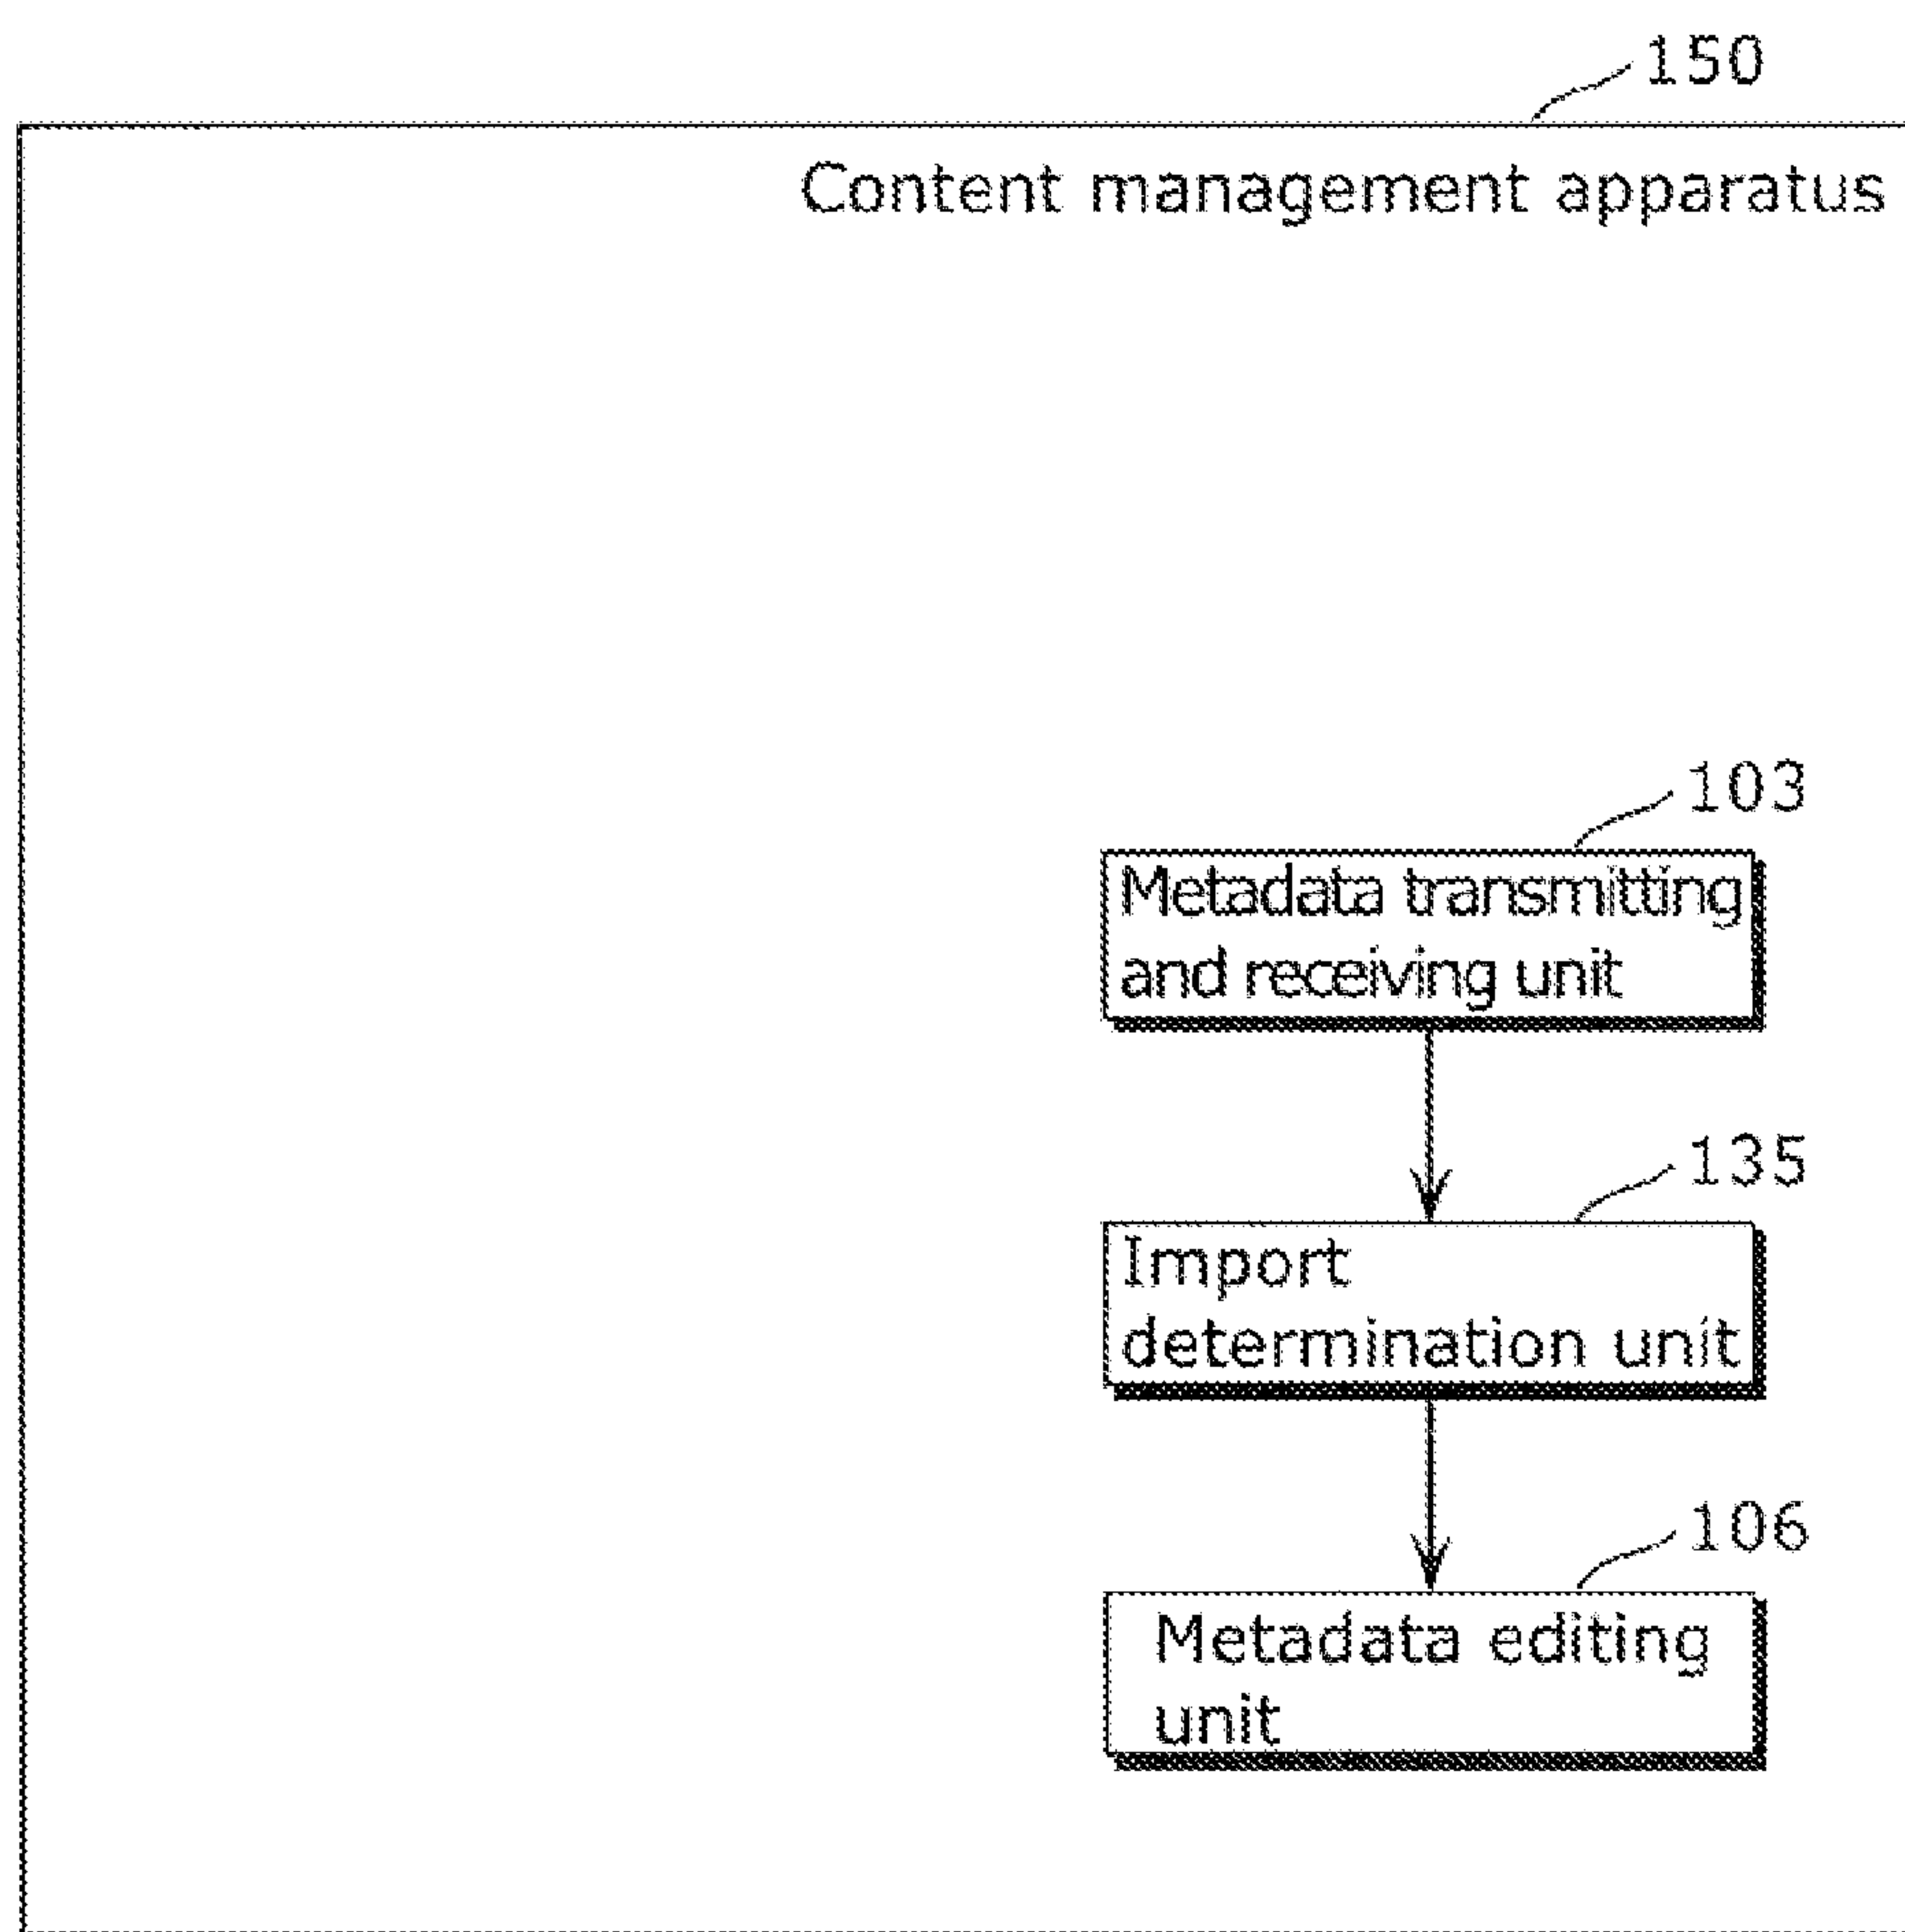 150
Content management apparatus
103
Metadata transmitting
and receiving unit
135
Import
determination unit
106
Metadata editing
unit